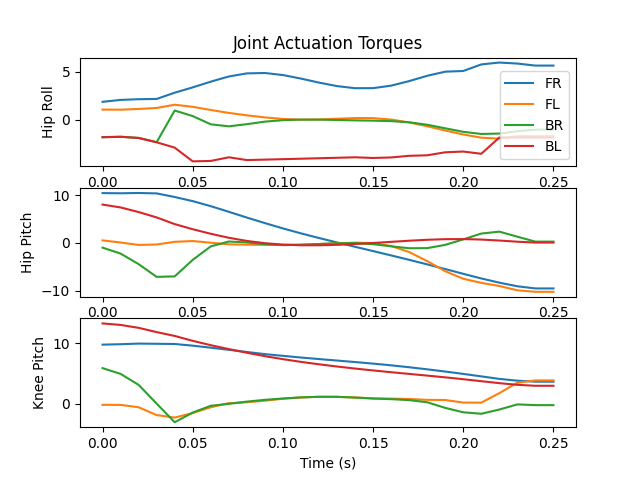 Joint Actuation Torques
Hip Roll
5
0
FR
FL
BR
BL
0.00 0.05 0.10 0.15 0.20 0.25
Hip Pitch
10
0
−10
0.00 0.05 0.10 0.15 0.20 0.25
Knee Pitch
10
0
0.00 0.05 0.10 0.15 0.20 0.25
Time (s)